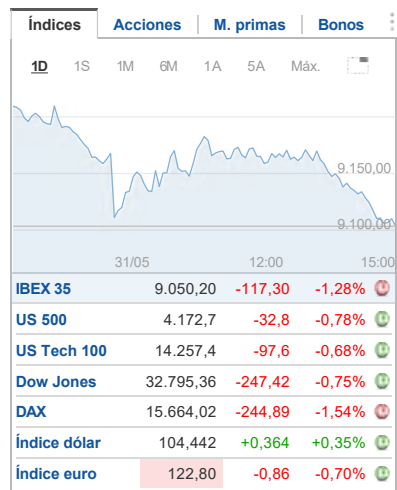 Índices Acciones M. primas Bonos
1D 1S 1M 6M 1A 5A Máx.
9.150,00
9.100,00
31/05 12:00 15:00
IBEX 35 9.050,20 -117,30 -1,28%
US 500 4.172,7 -32,8 -0,78%
US Tech 100 14.257,4 -97,6 -0,68%
Dow Jones 32.795,36 -247,42 -0,75%
DAX 15.664,02 -244,89 -1,54%
Índice dólar 104,442 +0,364 +0,35%
Índice euro 122,80 -0,86 -0,70%